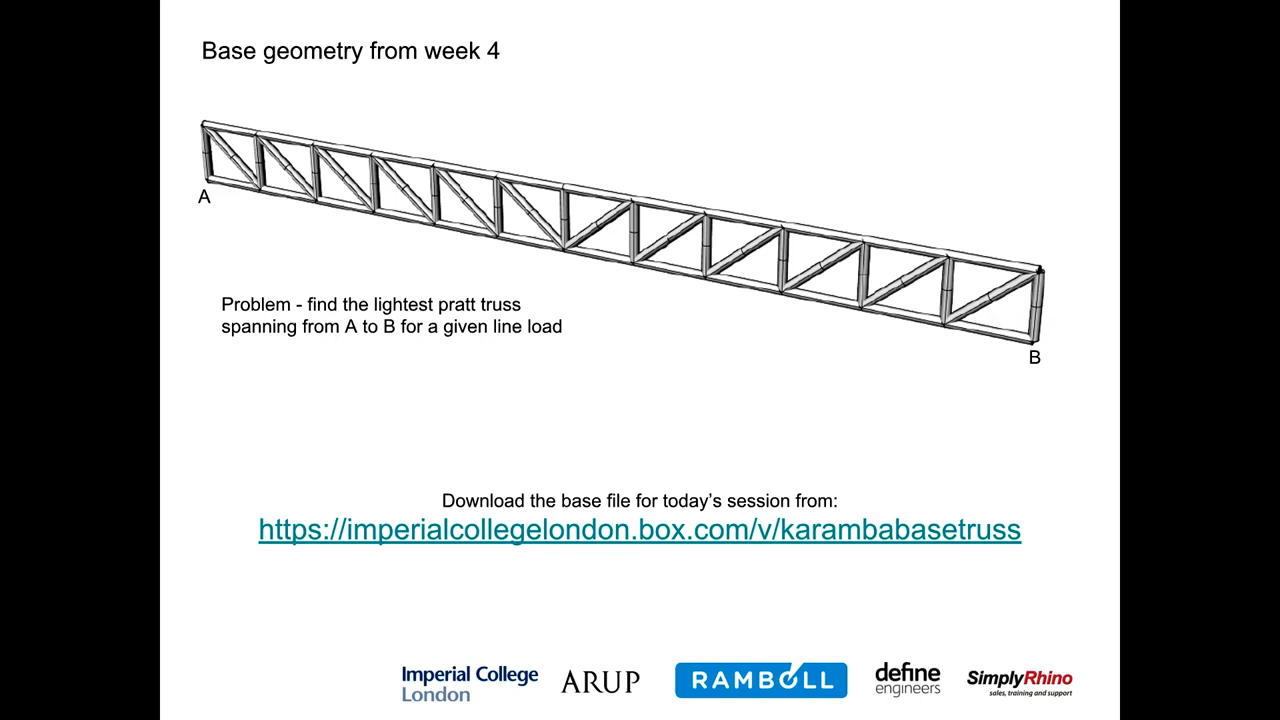 Base geometry from week 4
A
Problem - find the lightest pratt truss
spanning from A to B for a given line load
B
Download the base file for today's session from:
https://imperialcollegelondon.box.com/v/karambabasetruss
Imperial College
London
ARUP
RAMBOLL
define
engineers
SimplyRhino
sales, training and support